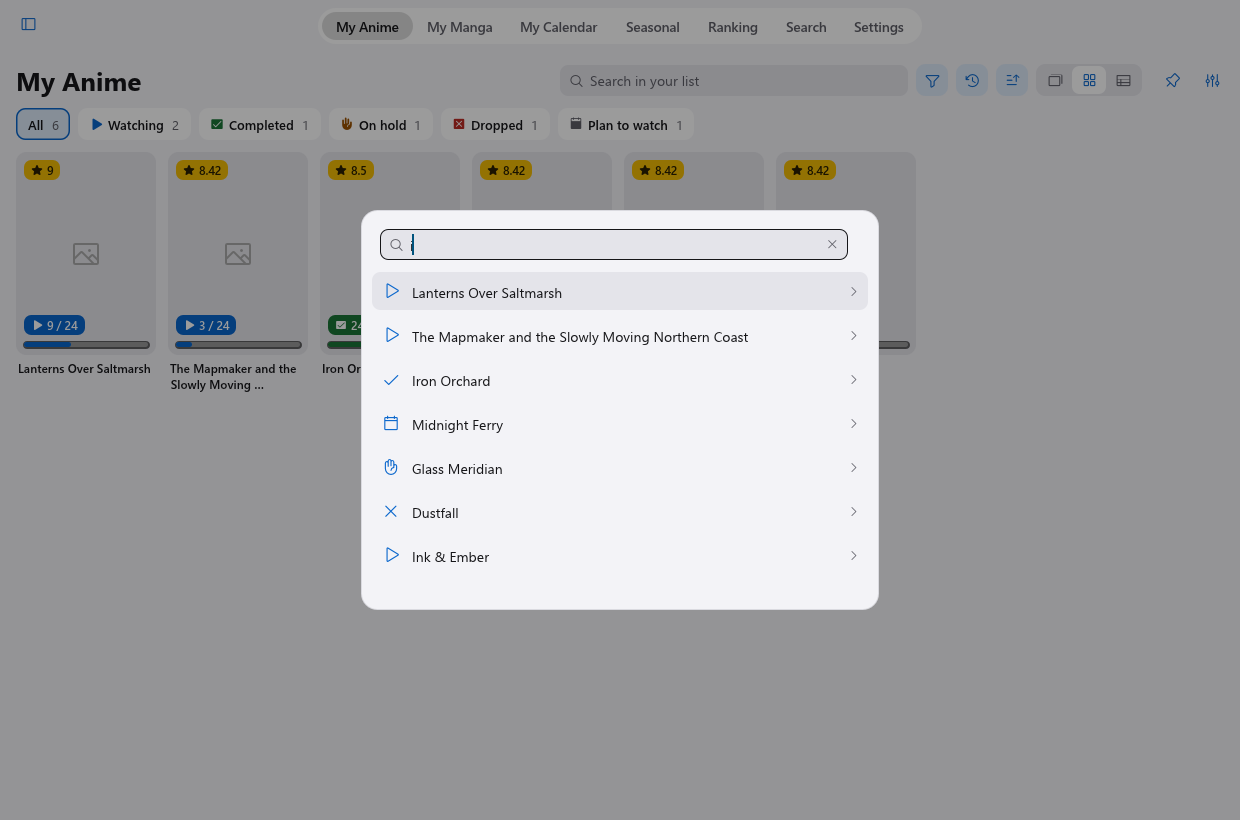 My Anime
My Manga
My Calendar
Seasonal
Ranking
Search
Settings
My Anime
Search in your list
All 6
Watching 2
Completed 1
On hold 1
Dropped 1
Plan to watch 1
9
8.42
8.5
8.42
8.42
8.42
i
Lanterns Over Saltmarsh
The Mapmaker and the Slowly Moving Northern Coast
Iron Orchard
Midnight Ferry
Glass Meridian
Dustfall
Ink & Ember
9 / 24
3 / 24
24
Lanterns Over Saltmarsh
The Mapmaker and the
Slowly Moving ...
Iron Or